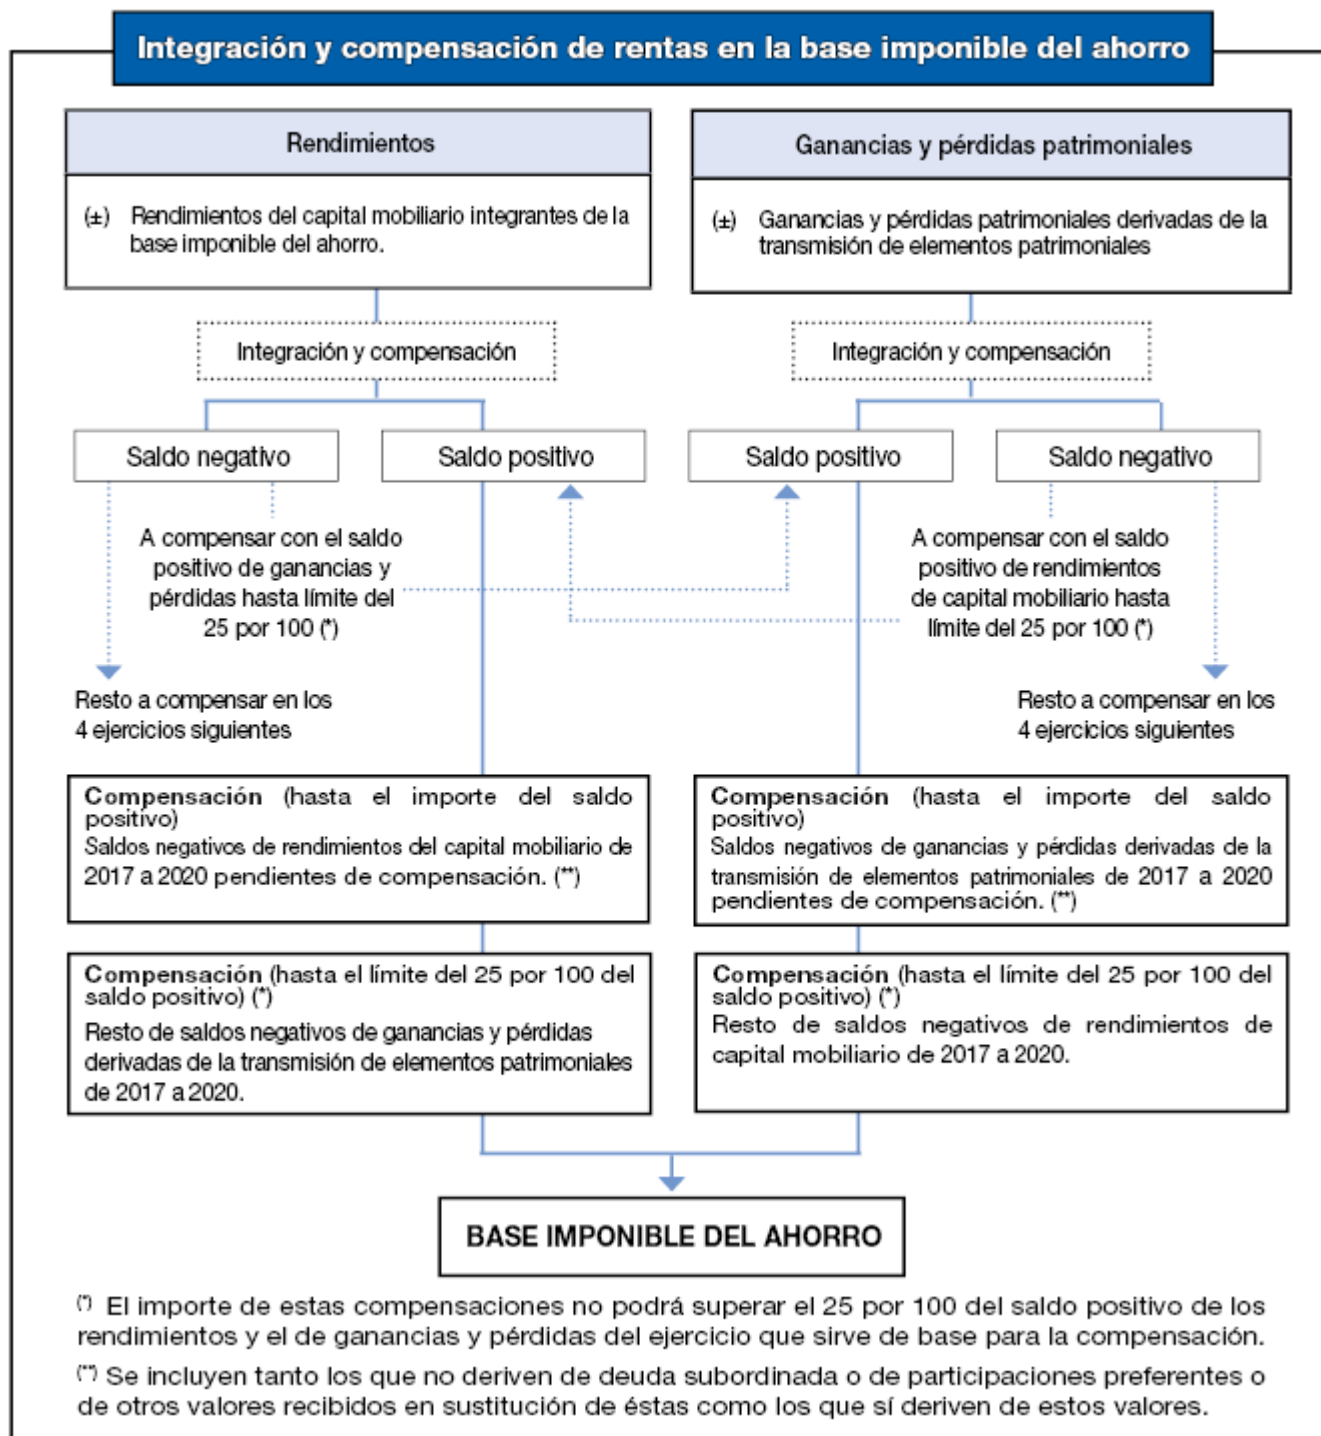 Integración y compensación de rentas en la base imponible del ahorro
Rendimientos
(±) Rendimientos del capital mobiliario integrantes de la
base imponible del ahorro.
Ganancias y pérdidas patrimoniales
(±) Ganancias y pérdidas patrimoniales derivadas de la
transmisión de elementos patrimoniales
Integración y compensación
Integración y compensación
Saldo negativo
Saldo positivo
Saldo positivo
Saldo negativo
A compensar con el saldo
positivo de ganancias y
pérdidas hasta límite del
25 por 100 (*)
A compensar con el saldo
positivo de rendimientos
de capital mobiliario hasta
límite del 25 por 100 (*)
Resto a compensar en los
4 ejercicios siguientes
Resto a compensar en los
4 ejercicios siguientes
Compensación (hasta el importe del saldo
positivo)
Saldos negativos de rendimientos del capital mobiliario de
2017 a 2020 pendientes de compensación. (**)
Compensación (hasta el importe del saldo
positivo)
Saldos negativos de ganancias y pérdidas derivadas de la
transmisión de elementos patrimoniales de 2017 a 2020
pendientes de compensación. (**)
Compensación (hasta el límite del 25 por 100 del
saldo positivo) (*)
Resto de saldos negativos de ganancias y pérdidas
derivadas de la transmisión de elementos patrimoniales
de 2017 a 2020.
Compensación (hasta el límite del 25 por 100 del
saldo positivo) (*)
Resto de saldos negativos de rendimientos de
capital mobiliario de 2017 a 2020.
BASE IMPONIBLE DEL AHORRO
(*) El importe de estas compensaciones no podrá superar el 25 por 100 del saldo positivo de los
rendimientos y el de ganancias y pérdidas del ejercicio que sirve de base para la compensación.
(**) Se incluyen tanto los que no deriven de deuda subordinada o de participaciones preferentes o
de otros valores recibidos en sustitución de éstas como los que sí deriven de estos valores.